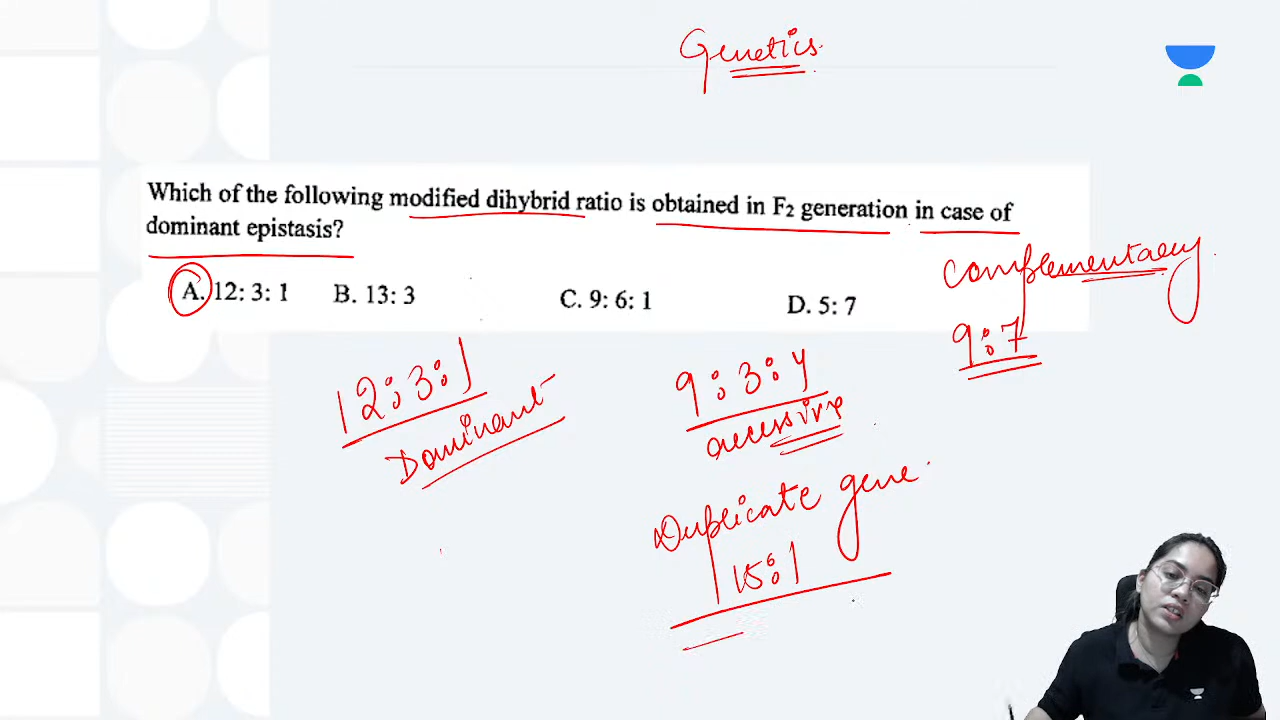 Genetics
Which of the following modified dihybrid ratio is obtained in F₂ generation in case of
dominant epistasis?
A. 12: 3: 1 B. 13: 3 C. 9: 6: 1 D. 5: 7
complementary
9:7
12:3:1
Dominant
9:3:4
recessive
Duplicate gene
15:1